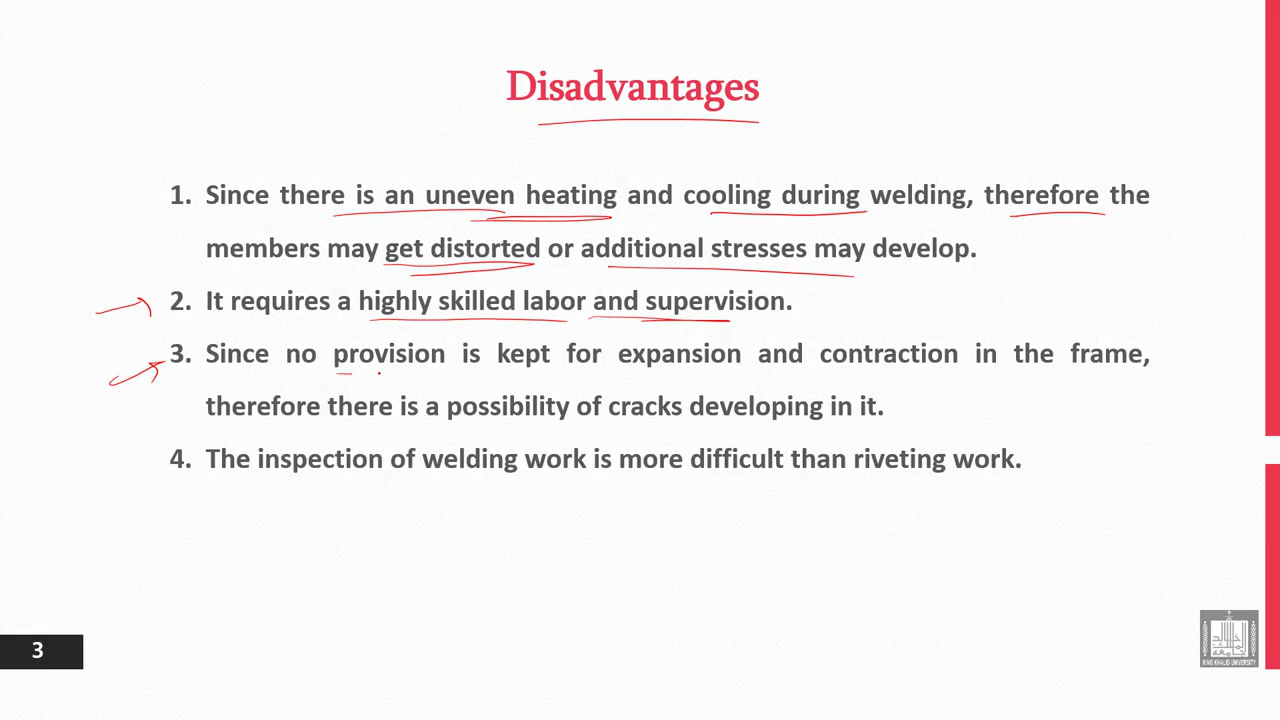 Disadvantages
1. Since there is an uneven heating and cooling during welding, therefore the
members may get distorted or additional stresses may develop.
2. It requires a highly skilled labor and supervision.
3. Since no provision is kept for expansion and contraction in the frame,
therefore there is a possibility of cracks developing in it.
4. The inspection of welding work is more difficult than riveting work.
3
KING KHALID UNIVERSITY